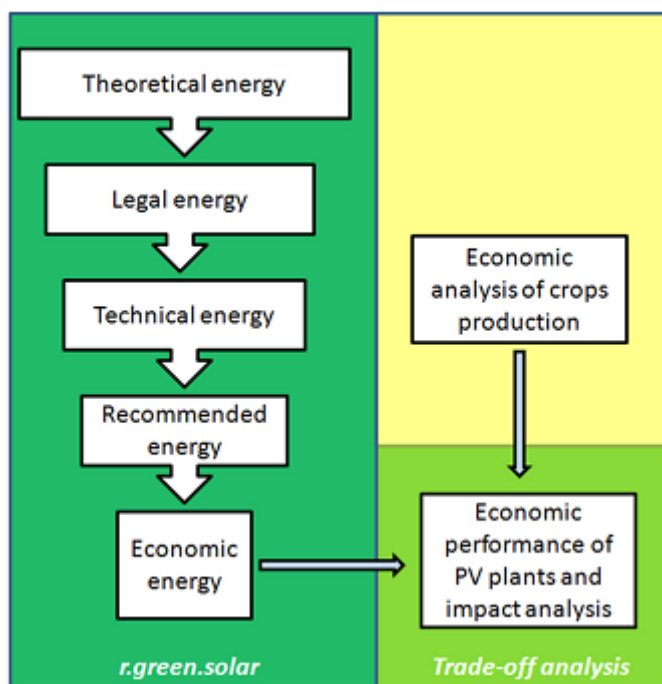 Theoretical energy
Legal energy
Technical energy
Recommended
energy
Economic
energy
r.green.solar
Economic
analysis of crops
production
Economic
performance of
PV plants and
impact analysis
Trade-off analysis